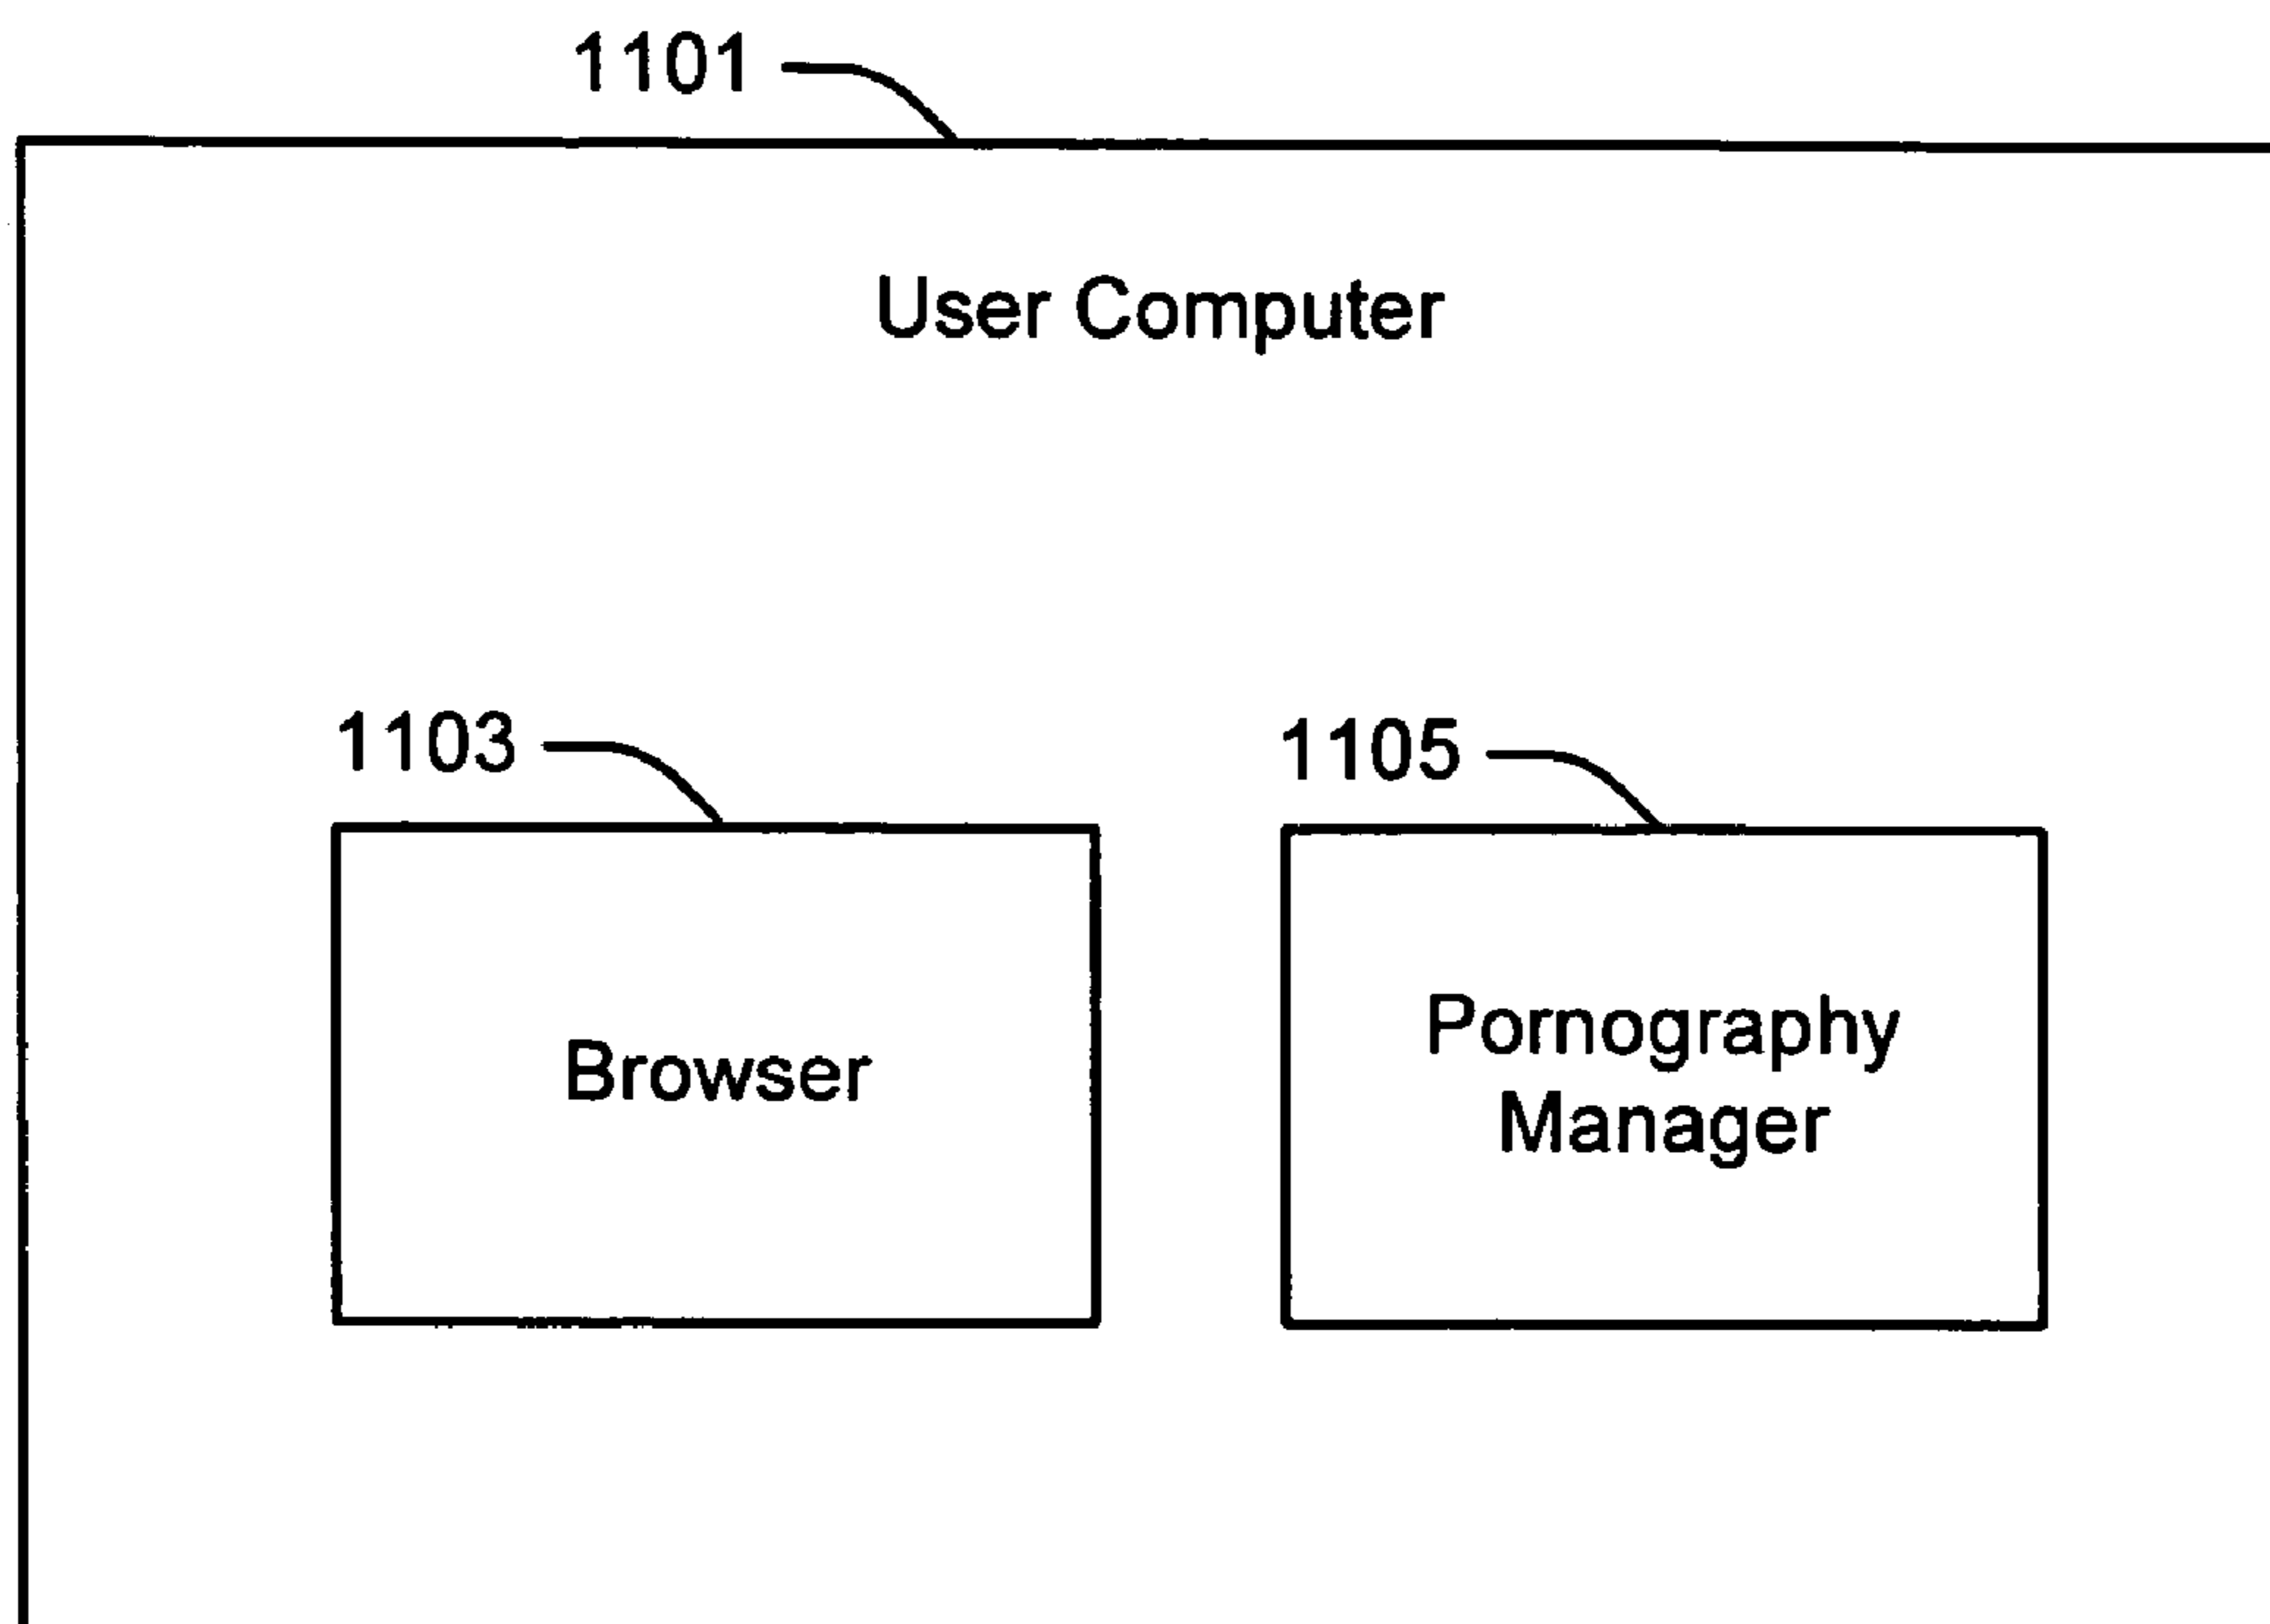 1101
User Computer
1103
1105
Browser
Pornography
Manager